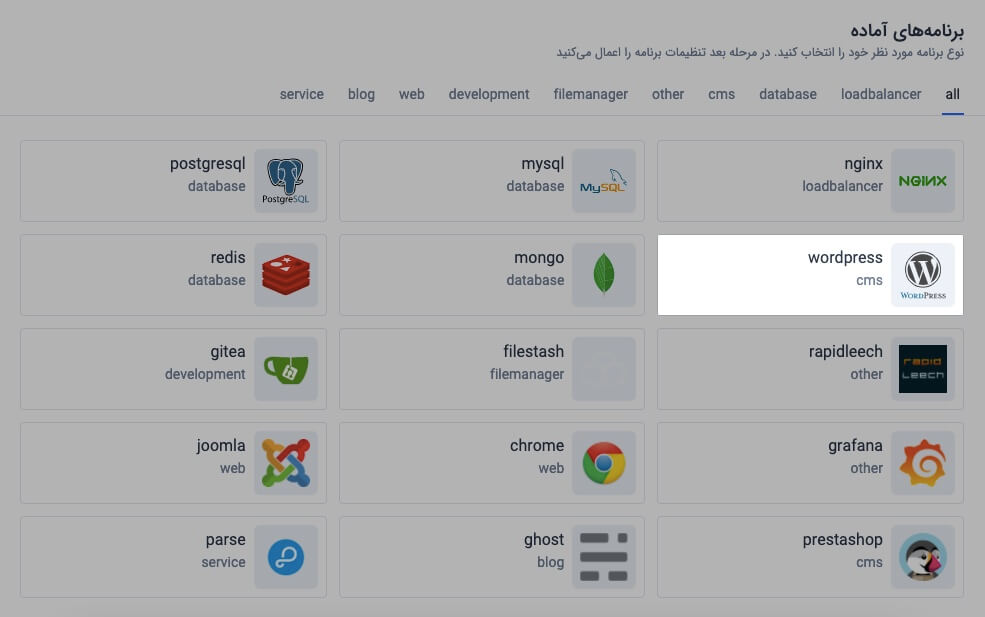 برنامه‌های آماده
نوع برنامه مورد نظر خود را انتخاب کنید. در مرحله بعد تنظیمات برنامه را اعمال می‌کنید
all loadbalancer database cms other filemanager development web blog service
nginx
loadbalancer
NGINX
mysql
database
MySQL
postgresql
database
PostgreSQL
wordpress
cms
WORDPRESS
mongo
database
redis
database
rapidleech
other
RAPID
LEECH
filestash
filemanager
gitea
development
grafana
other
chrome
web
joomla
web
prestashop
cms
ghost
blog
parse
service